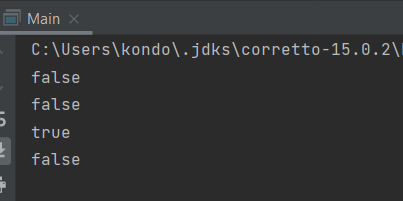 Main
C:\Users\kondo\.jdks\corretto-15.0.2\
false
false
true
false